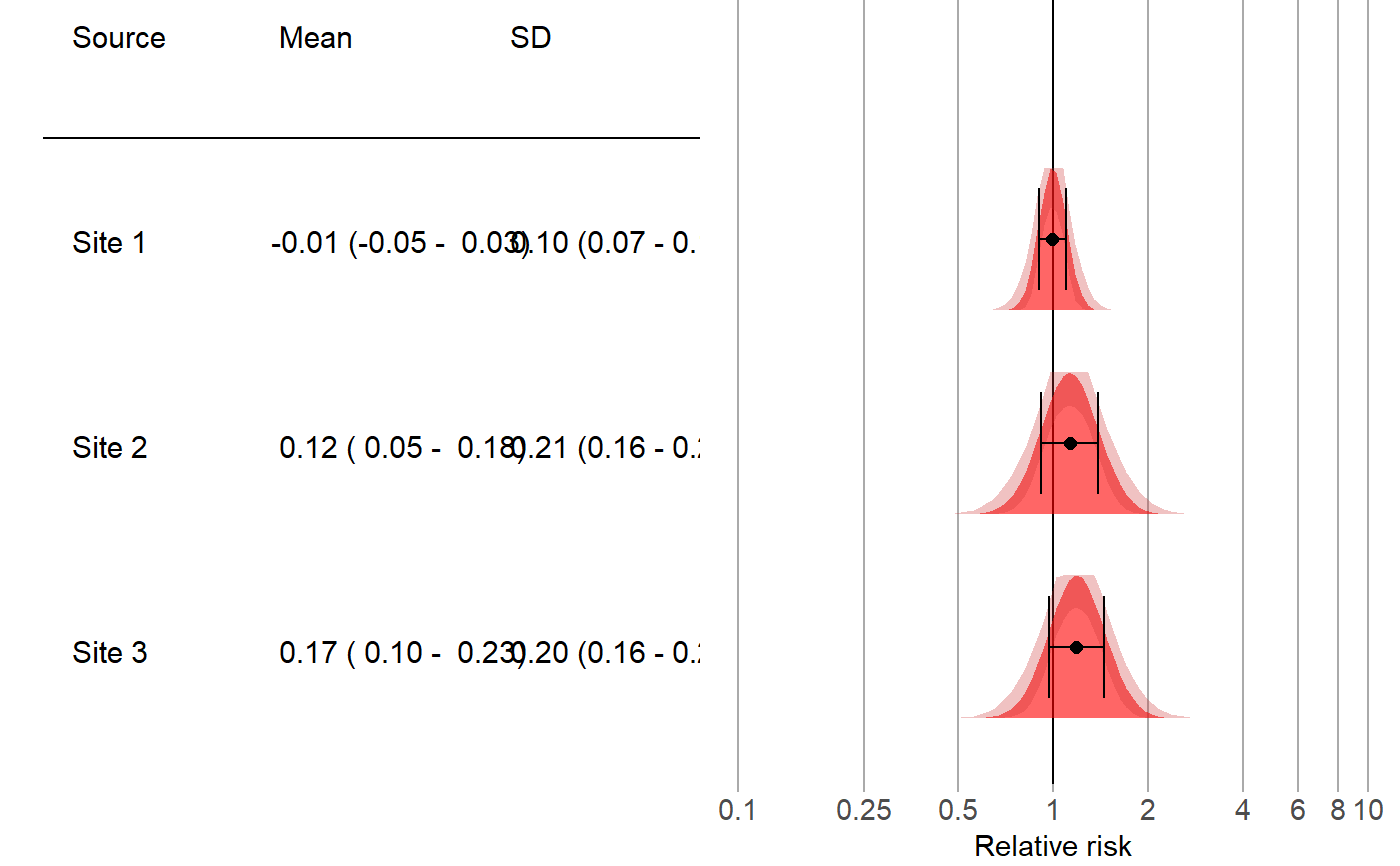 Source Mean SD
Site 1 -0.01 (-0.05 - 0.03) 0.10 (0.07 - 0.
Site 2 0.12 ( 0.05 - 0.18) 0.21 (0.16 - 0.
Site 3 0.17 ( 0.10 - 0.23) 0.20 (0.16 - 0.
0.1 0.25 0.5 1 2 4 6 8 10
Relative risk